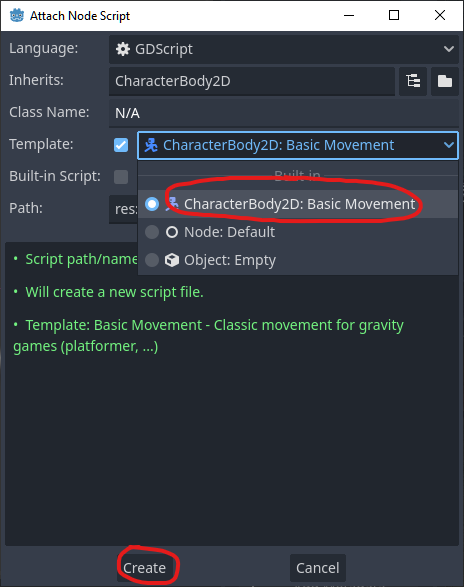 Attach Node Script
Language: GDScript
Inherits: CharacterBody2D
Class Name: N/A
Template: CharacterBody2D: Basic Movement
Built-in Script: Built-in
CharacterBody2D: Basic Movement
Path: res:
Node: Default
Object: Empty
• Script path/name
• Will create a new script file.
• Template: Basic Movement - Classic movement for gravity
games (platformer, ...)
Create Cancel